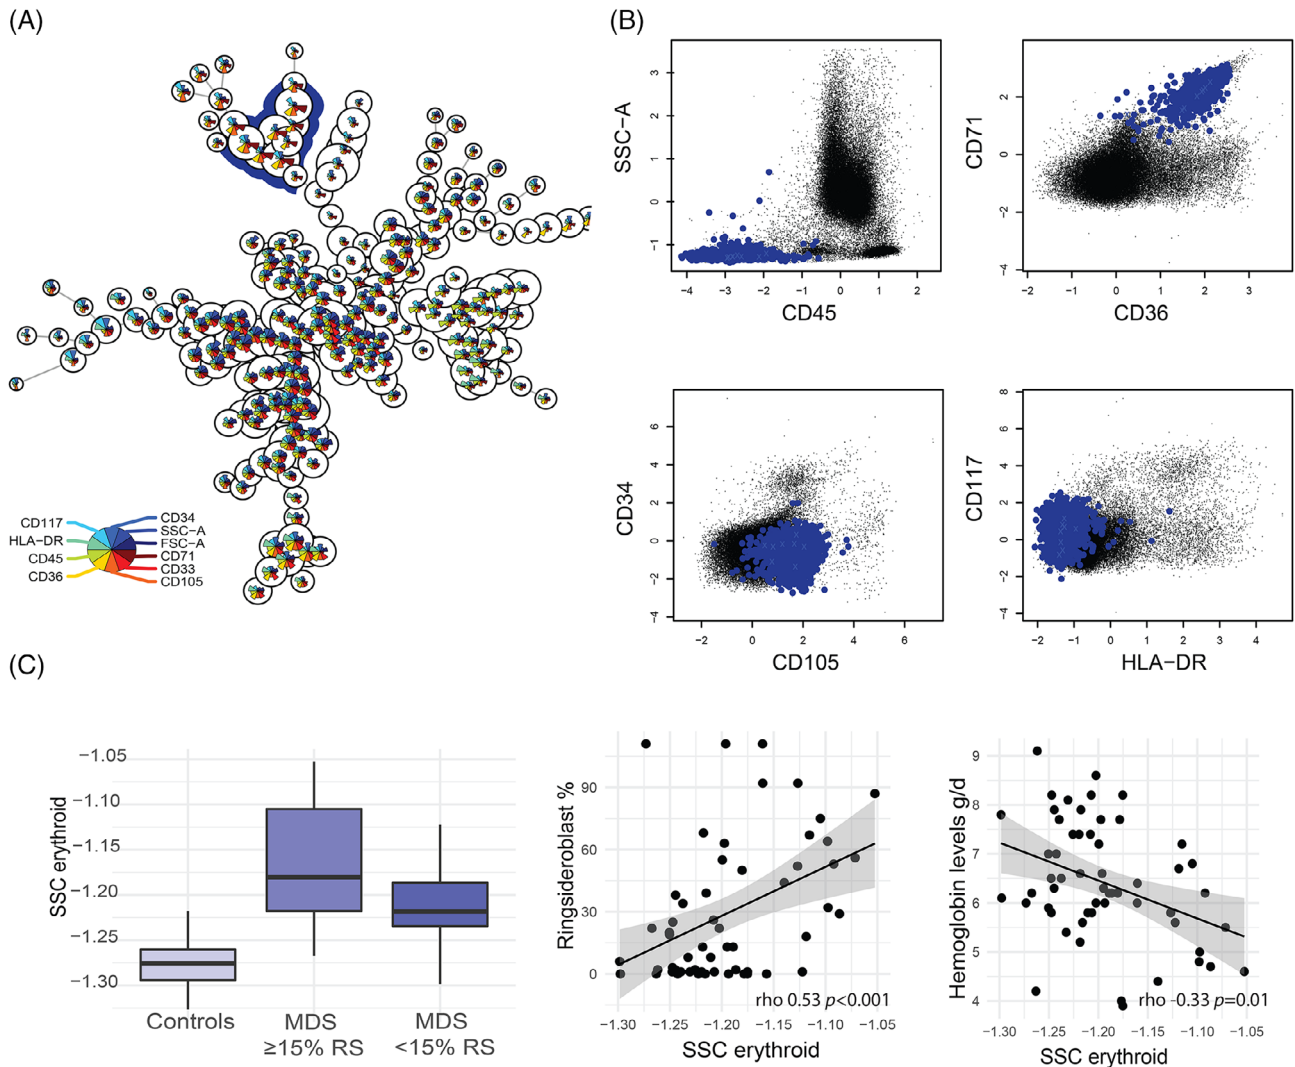 (A)
CD117
HLA-DR
CD45
CD36
CD34
SSC-A
FSC-A
CD71
CD33
CD105
(B)
SSC-A
3
2
1
0
-1
-4
-3
-2
-1
0
1
2
CD45
CD71
2
0
-2
-4
-2
-1
0
1
2
3
CD36
CD34
6
4
2
0
-2
-4
-2
0
2
4
6
CD105
CD117
8
6
4
2
0
-2
-4
-2
-1
0
1
2
3
4
HLA-DR
(C)
SSC erythroid
-1.05
-1.10
-1.15
-1.20
-1.25
-1.30
Controls
MDS
≥15% RS
MDS
<15% RS
Ringsideroblast %
90
60
30
0
rho 0.53 p<0.001
-1.30
-1.25
-1.20
-1.15
-1.10
-1.05
SSC erythroid
Hemoglobin levels g/d
9
8
7
6
5
4
rho -0.33 p=0.01
-1.30
-1.25
-1.20
-1.15
-1.10
-1.05
SSC erythroid